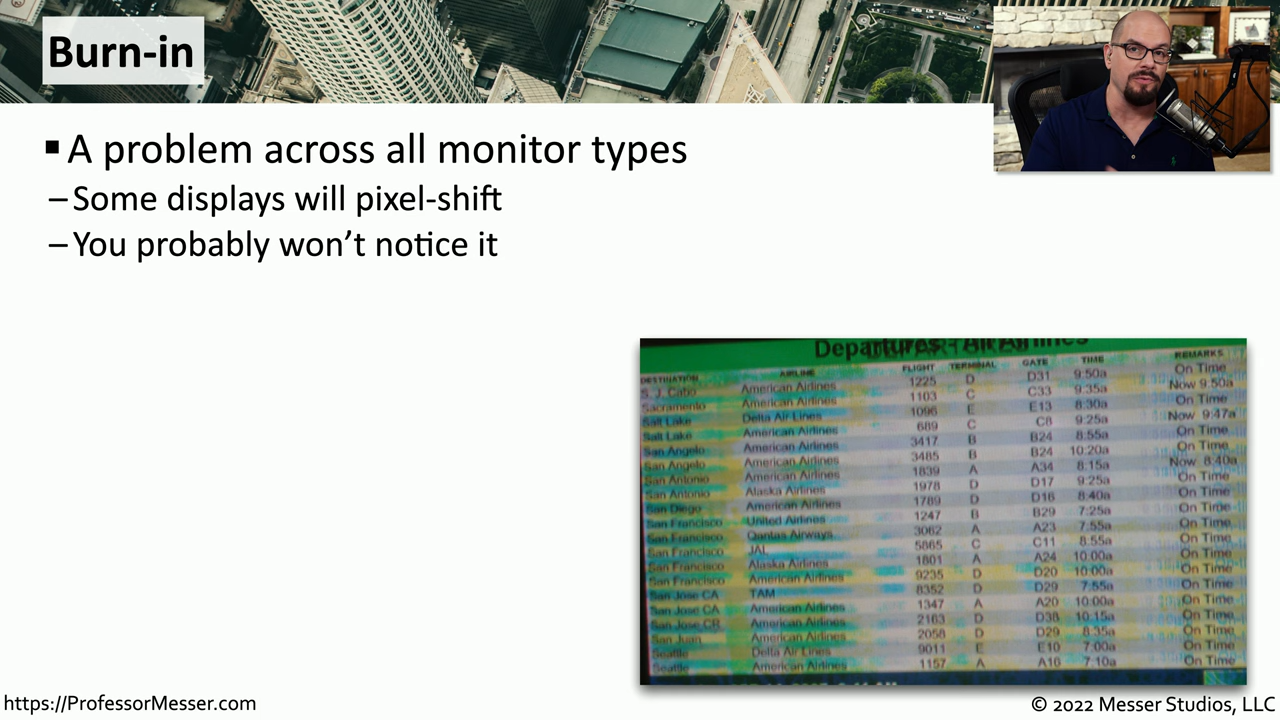 Burn-in
▪ A problem across all monitor types
– Some displays will pixel-shift
– You probably won’t notice it
Departures - All Airlines
DESTINATION AIRLINE FLIGHT TERMINAL GATE TIME REMARKS
S. J. Cabo American Airlines 1225 D D31 9:50a On Time
Sacramento American Airlines 1103 C C33 9:35a Now 9:50a
Salt Lake Delta Air Lines 1096 E E13 8:30a On Time
Salt Lake American Airlines 689 C C8 9:25a Now 9:47a
San Angelo American Airlines 3417 B B24 8:55a On Time
San Angelo American Airlines 3485 B B24 10:20a On Time
San Antonio American Airlines 1839 A A34 8:15a Now 8:40a
San Antonio Alaska Airlines 1978 D D17 9:25a On Time
San Diego American Airlines 1789 D D16 8:40a On Time
San Francisco United Airlines 1247 B B29 7:25a On Time
San Francisco Qantas Airways 3062 A A23 7:55a On Time
San Francisco JAL 5865 C C11 8:55a On Time
San Francisco Alaska Airlines 1801 A A24 10:00a On Time
San Francisco American Airlines 9235 D D20 10:00a On Time
San Jose CA TAM 8352 D D29 7:55a On Time
San Jose CA American Airlines 1347 A A20 10:00a On Time
San Jose CR American Airlines 2163 D D38 10:15a On Time
San Juan American Airlines 2058 D D29 8:35a On Time
Seattle Delta Air Lines 9011 E E10 7:00a On Time
Seattle American Airlines 1157 A A16 7:10a On Time
https://ProfessorMesser.com
© 2022 Messer Studios, LLC